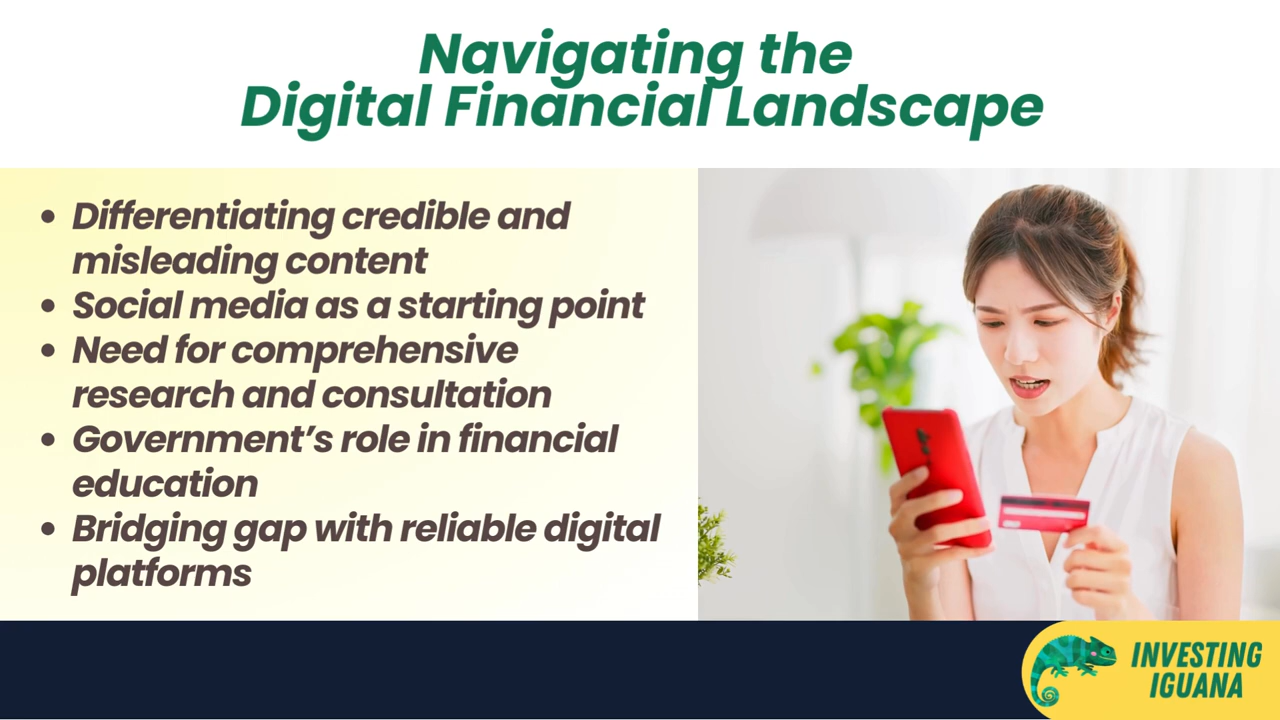 Navigating the
Digital Financial Landscape
• Differentiating credible and
misleading content
• Social media as a starting point
• Need for comprehensive
research and consultation
• Government’s role in financial
education
• Bridging gap with reliable digital
platforms
INVESTING
IGUANA